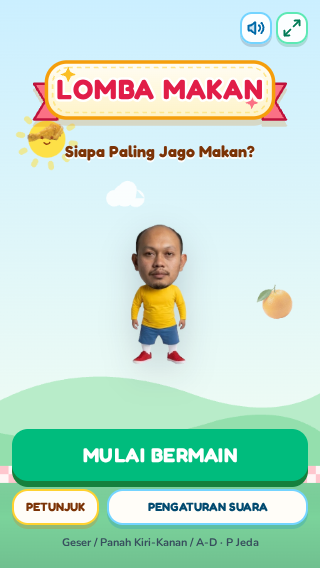 LOMBA MAKAN
Siapa Paling Jago Makan?
MULAI BERMAIN
PETUNJUK
PENGATURAN SUARA
Geser / Panah Kiri-Kanan / A-D · P Jeda